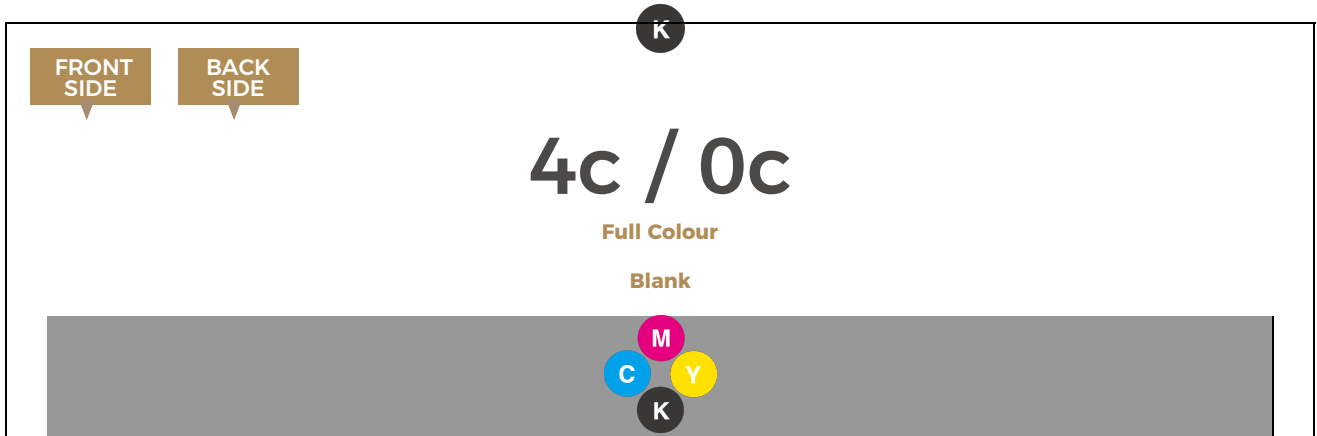 K
FRONT
SIDE
BACK
SIDE
4c / 0c
Full Colour
Blank
M
C Y
K